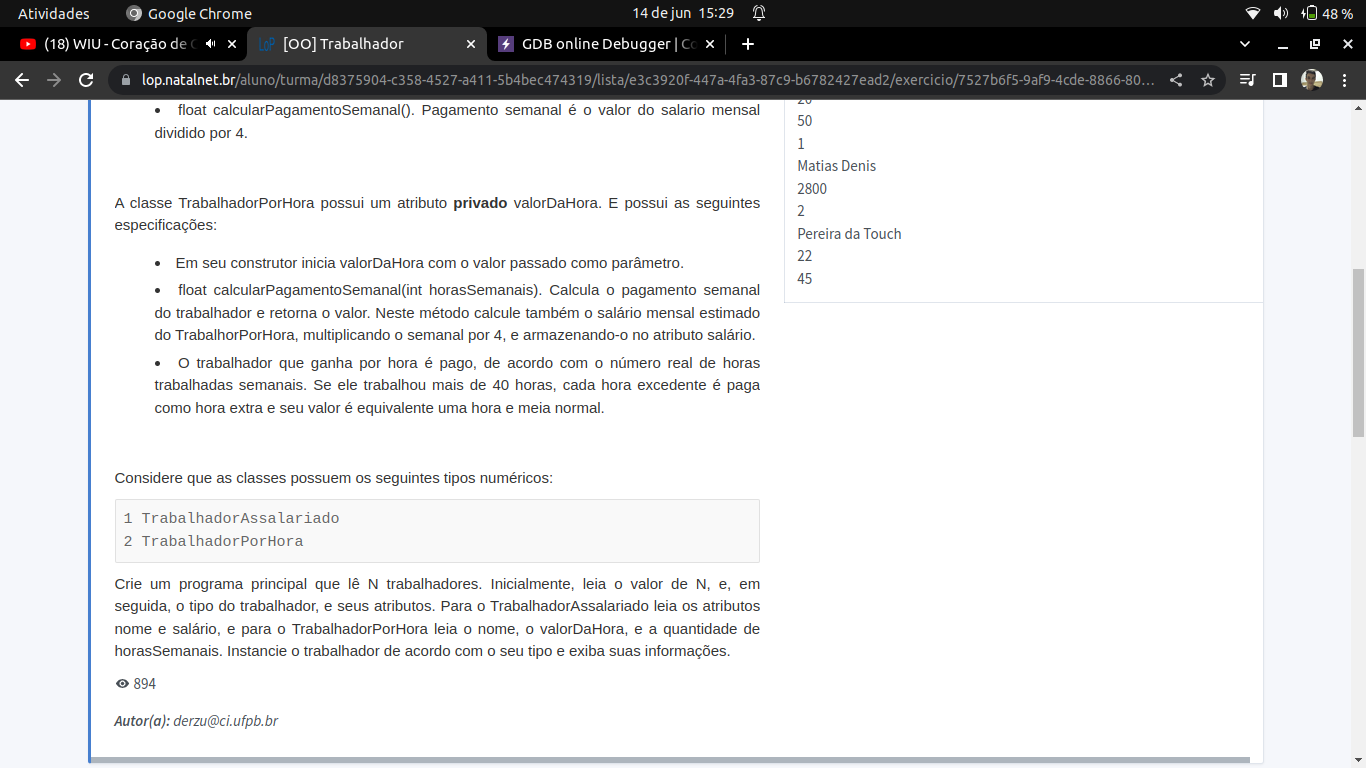 Atividades
Google Chrome
14 de jun 15:29
48 %
(18) WIU - Coração de
[OO] Trabalhador
GDB online Debugger |
lop.natalnet.br/aluno/turma/d8375904-c358-4527-a411-5b4bec474319/lista/e3c3920f-447a-4fa3-87c9-b6782427ead2/exercicio/7527b6f5-9af9-4cde-8866-80...
• float calcularPagamentoSemanal(). Pagamento semanal é o valor do salario mensal
dividido por 4.
A classe TrabalhadorPorHora possui um atributo privado valorDaHora. E possui as seguintes
especificações:
• Em seu construtor inicia valorDaHora com o valor passado como parâmetro.
• float calcularPagamentoSemanal(int horasSemanais). Calcula o pagamento semanal
do trabalhador e retorna o valor. Neste método calcule também o salário mensal estimado
do TrabalhorPorHora, multiplicando o semanal por 4, e armazenando-o no atributo salário.
• O trabalhador que ganha por hora é pago, de acordo com o número real de horas
trabalhadas semanais. Se ele trabalhou mais de 40 horas, cada hora excedente é paga
como hora extra e seu valor é equivalente uma hora e meia normal.
Considere que as classes possuem os seguintes tipos numéricos:
1 TrabalhadorAssalariado
2 TrabalhadorPorHora
Crie um programa principal que lê N trabalhadores. Inicialmente, leia o valor de N, e, em
seguida, o tipo do trabalhador, e seus atributos. Para o TrabalhadorAssalariado leia os atributos
nome e salário, e para o TrabalhadorPorHora leia o nome, o valorDaHora, e a quantidade de
horasSemanais. Instancie o trabalhador de acordo com o seu tipo e exiba suas informações.
894
Autor(a): derzu@ci.ufpb.br
20
50
1
Matias Denis
2800
2
Pereira da Touch
22
45